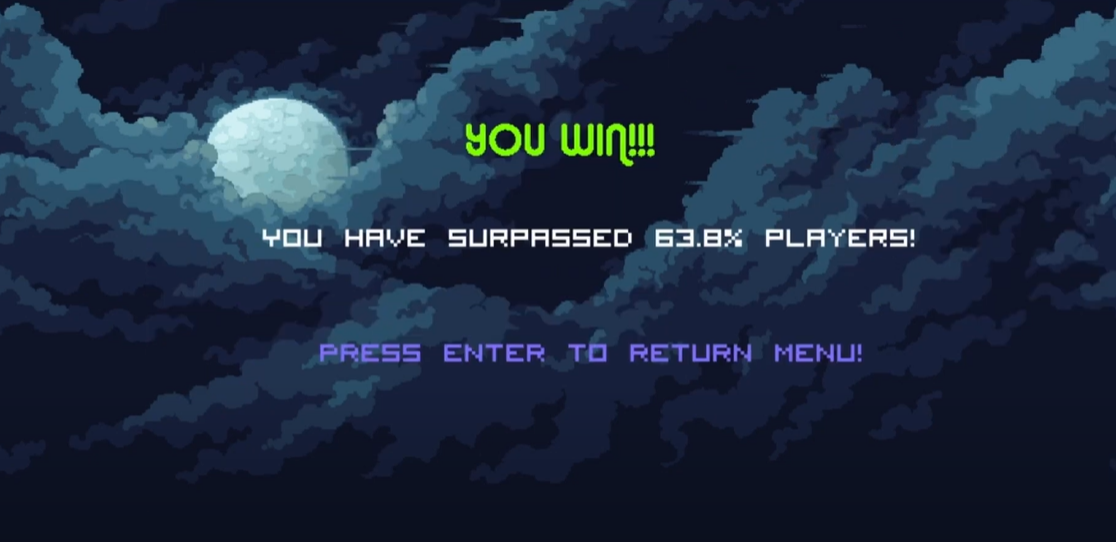 YOU WIN!!!
YOU HAVE SURPASSED 63.8% PLAYERS!
PRESS ENTER TO RETURN MENU!